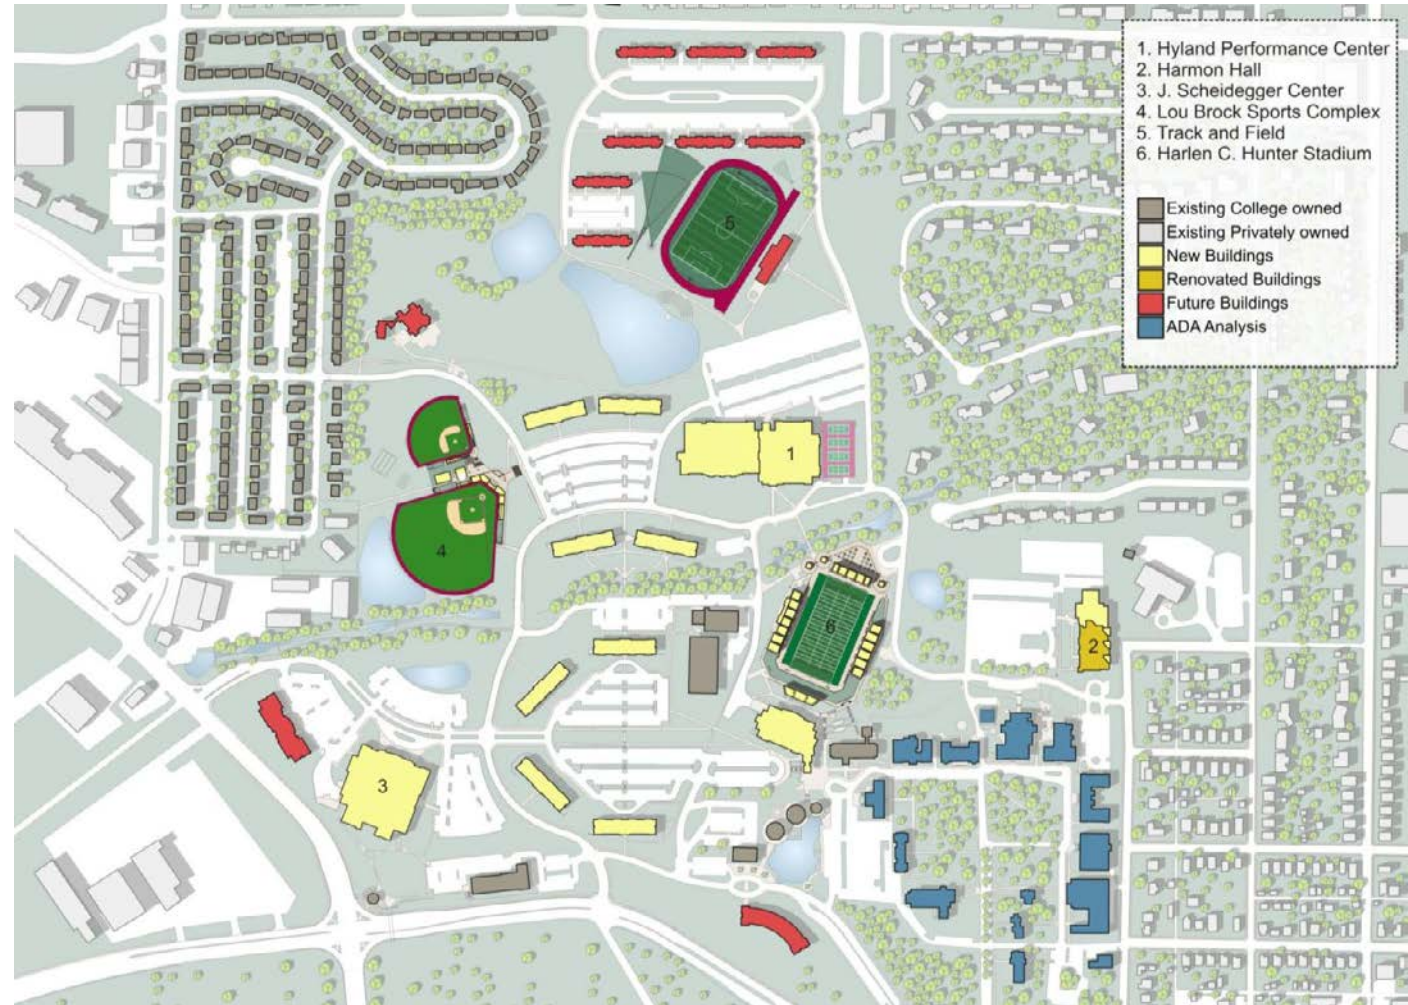 1. Hyland Performance Center
2. Harmon Hall
3. J. Scheidegger Center
4. Lou Brock Sports Complex
5. Track and Field
6. Harlen C. Hunter Stadium
Existing College owned
Existing Privately owned
New Buildings
Renovated Buildings
Future Buildings
ADA Analysis
5
1
4
6
2
3